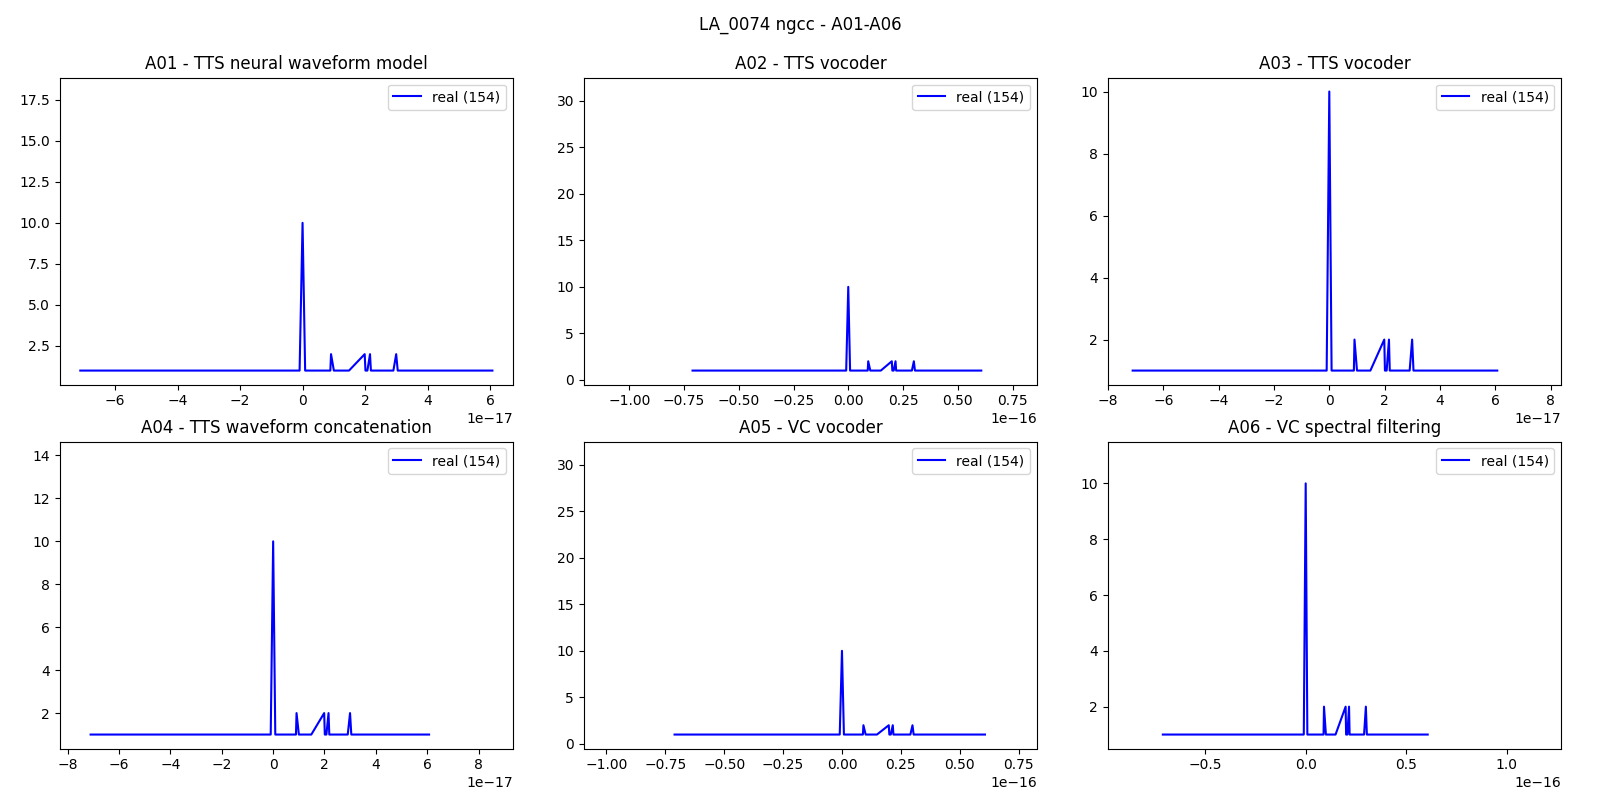 LA_0074 ngcc - A01-A06
A01 - TTS neural waveform model
real (154)
17.5
15.0
12.5
10.0
7.5
5.0
2.5
−6 −4 −2 0 2 4 6
1e−17
A02 - TTS vocoder
real (154)
30
25
20
15
10
5
0
−1.00 −0.75 −0.50 −0.25 0.00 0.25 0.50 0.75
1e−16
A03 - TTS vocoder
real (154)
10
8
6
4
2
−8 −6 −4 −2 0 2 4 6 8
1e−17
A04 - TTS waveform concatenation
real (154)
14
12
10
8
6
4
2
−8 −6 −4 −2 0 2 4 6 8
1e−17
A05 - VC vocoder
real (154)
30
25
20
15
10
5
0
−1.00 −0.75 −0.50 −0.25 0.00 0.25 0.50 0.75
1e−16
A06 - VC spectral filtering
real (154)
10
8
6
4
2
−0.5 0.0 0.5 1.0
1e−16